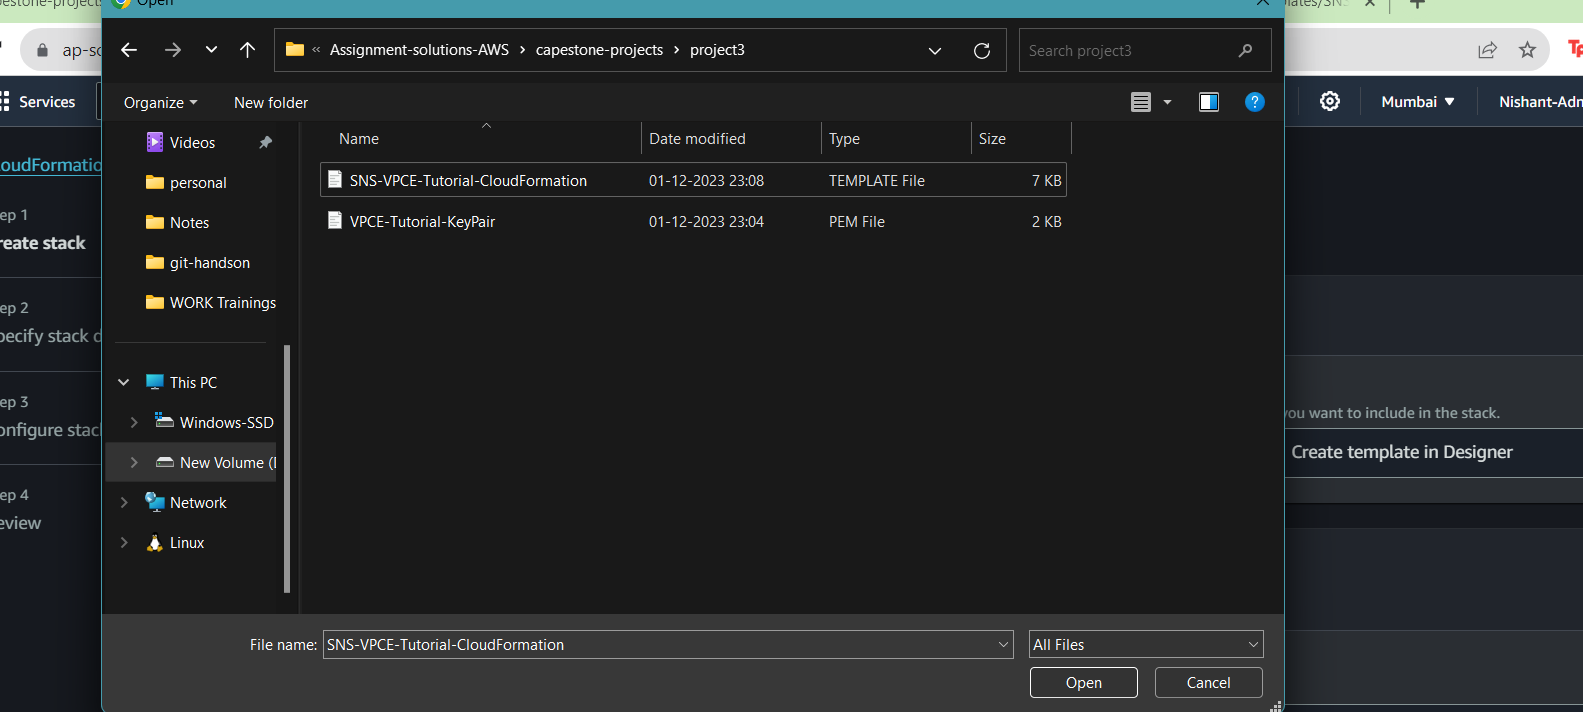 Open
ap-so
Assignment-solutions-AWS
capestone-projects
project3
Search project3
Services
Organize
New folder
Mumbai
Nishant-Adm
Name
Date modified
Type
Size
Videos
personal
Notes
git-handson
WORK Trainings
SNS-VPCE-Tutorial-CloudFormation 01-12-2023 23:08 TEMPLATE File 7 KB
VPCE-Tutorial-KeyPair 01-12-2023 23:04 PEM File 2 KB
oudFormatio
ep 1
reate stack
ep 2
pecify stack d
ep 3
onfigure stac
ep 4
eview
This PC
Windows-SSD
New Volume (
Network
Linux
you want to include in the stack.
Create template in Designer
File name: SNS-VPCE-Tutorial-CloudFormation
All Files
Open
Cancel